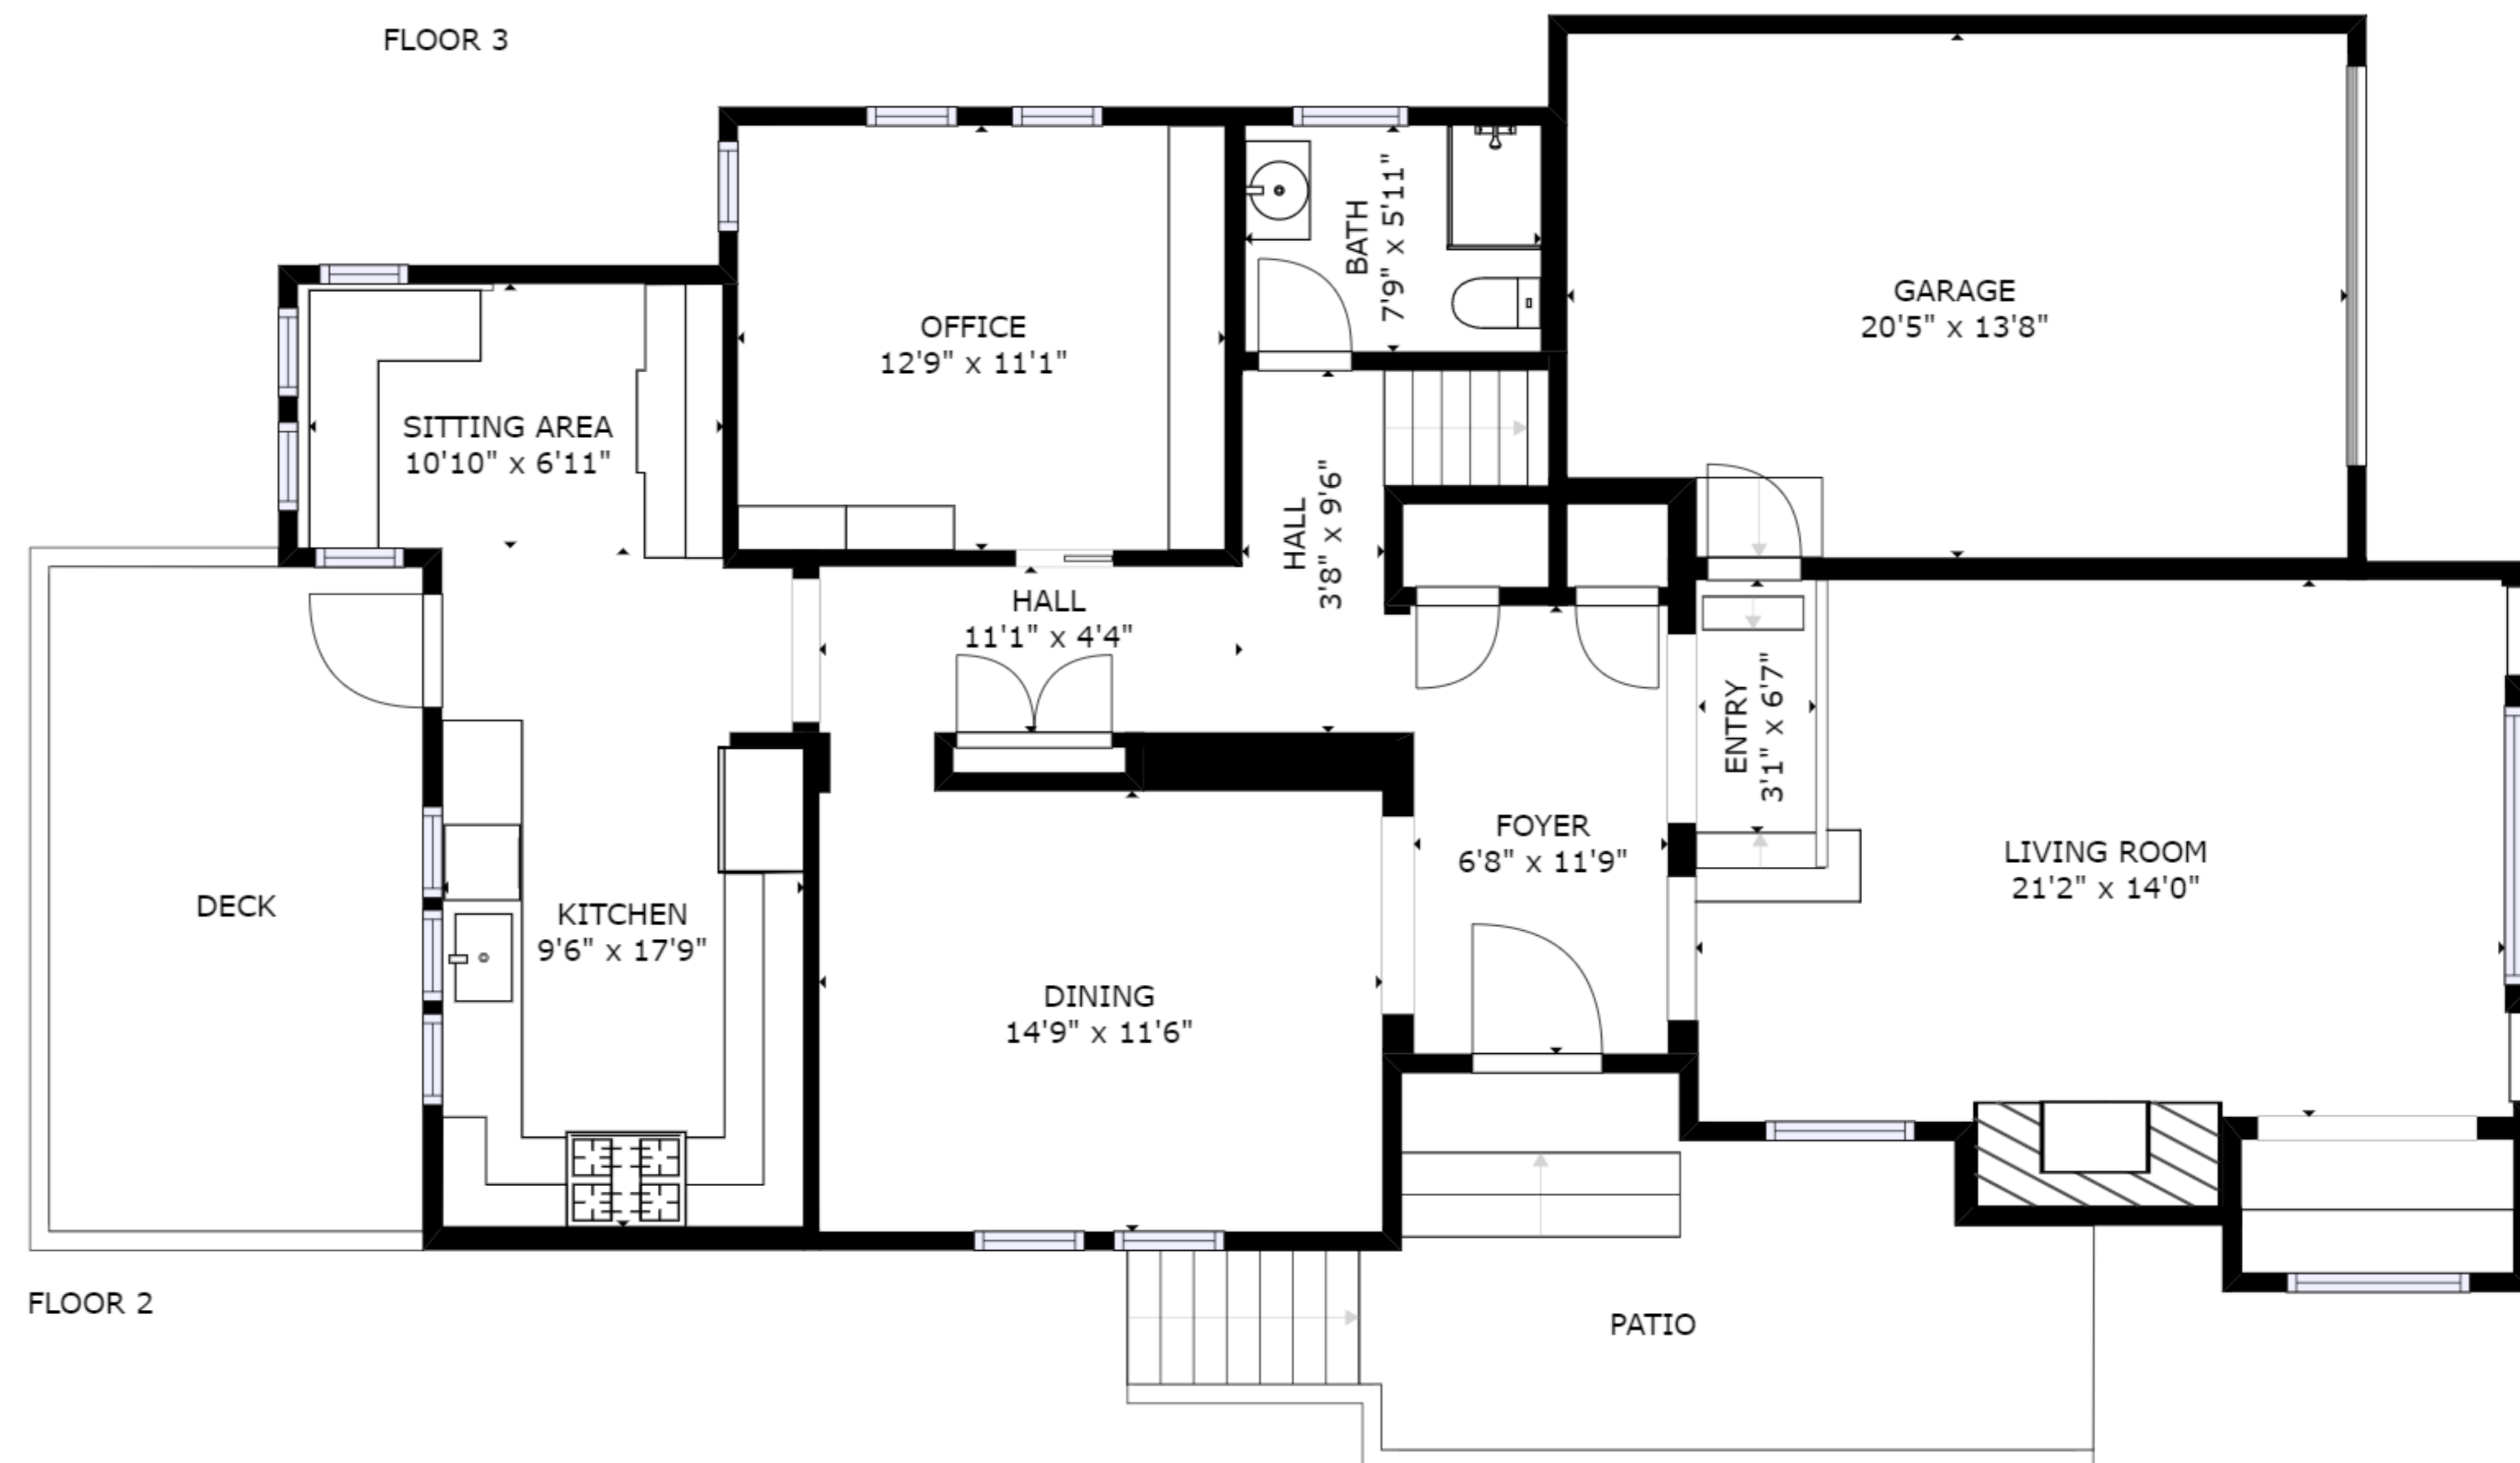 FLOOR 3
GARAGE
20'5" x 13'8"
BATH
7'9" x 5'11"
OFFICE
12'9" x 11'1"
SITTING AREA
10'10" x 6'11"
HALL
3'8" x 9'6"
HALL
11'1" x 4'4"
ENTRY
3'1" x 6'7"
FOYER
6'8" x 11'9"
LIVING ROOM
21'2" x 14'0"
DECK
KITCHEN
9'6" x 17'9"
DINING
14'9" x 11'6"
FLOOR 2
PATIO